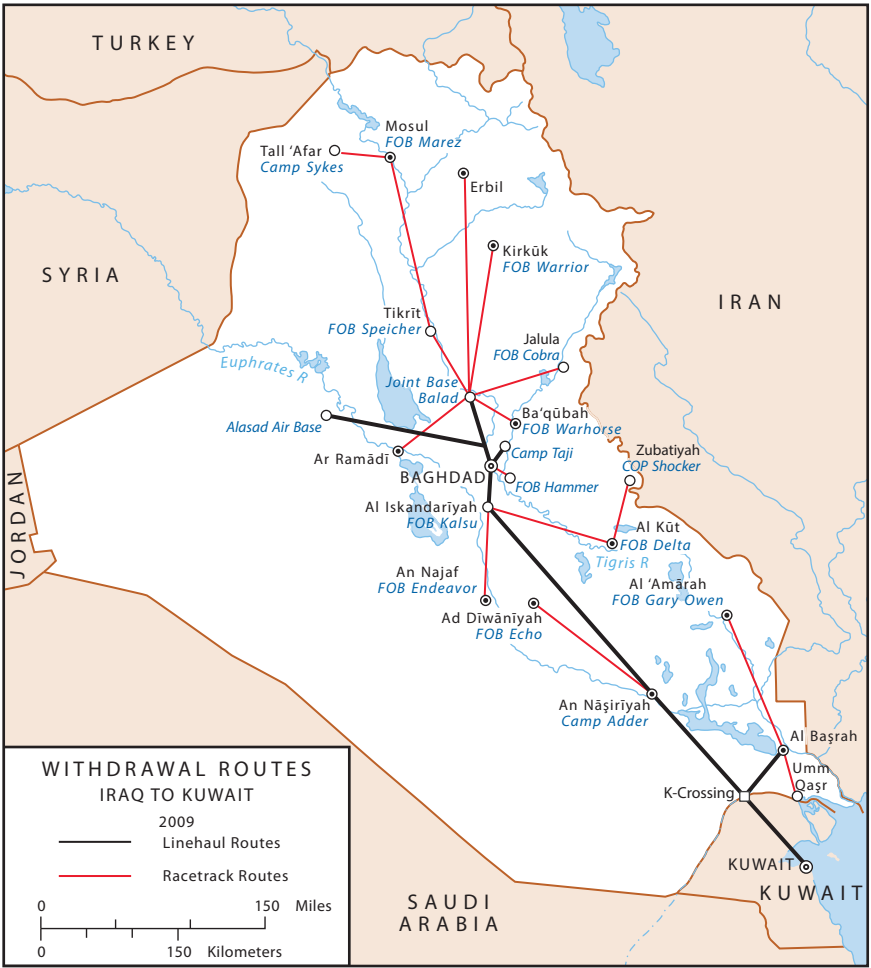 TURKEY
Mosul
FOB Marez
Tall ‘Afar
Camp Sykes
Erbil
SYRIA
Kirkūk
FOB Warrior
IRAN
Tikrīt
FOB Speicher
Jalula
FOB Cobra
Euphrates R
Joint Base
Balad
Alasad Air Base
Ba‘qūbah
FOB Warhorse
Ar Ramādī
Camp Taji
Zubatiyah
COP Shocker
BAGHDAD
FOB Hammer
JORDAN
Al Iskandarīyah
FOB Kalsu
Al Kūt
FOB Delta
Tigris R
An Najaf
FOB Endeavor
Al ‘Amārah
FOB Gary Owen
Ad Dīwānīyah
FOB Echo
An Nāşirīyah
Camp Adder
Al Başrah
Umm
Qaşr
K-Crossing
KUWAIT
KUWAIT
SAUDI
ARABIA
WITHDRAWAL ROUTES
IRAQ TO KUWAIT
2009
Linehaul Routes
Racetrack Routes
0 150 Miles
0 150 Kilometers